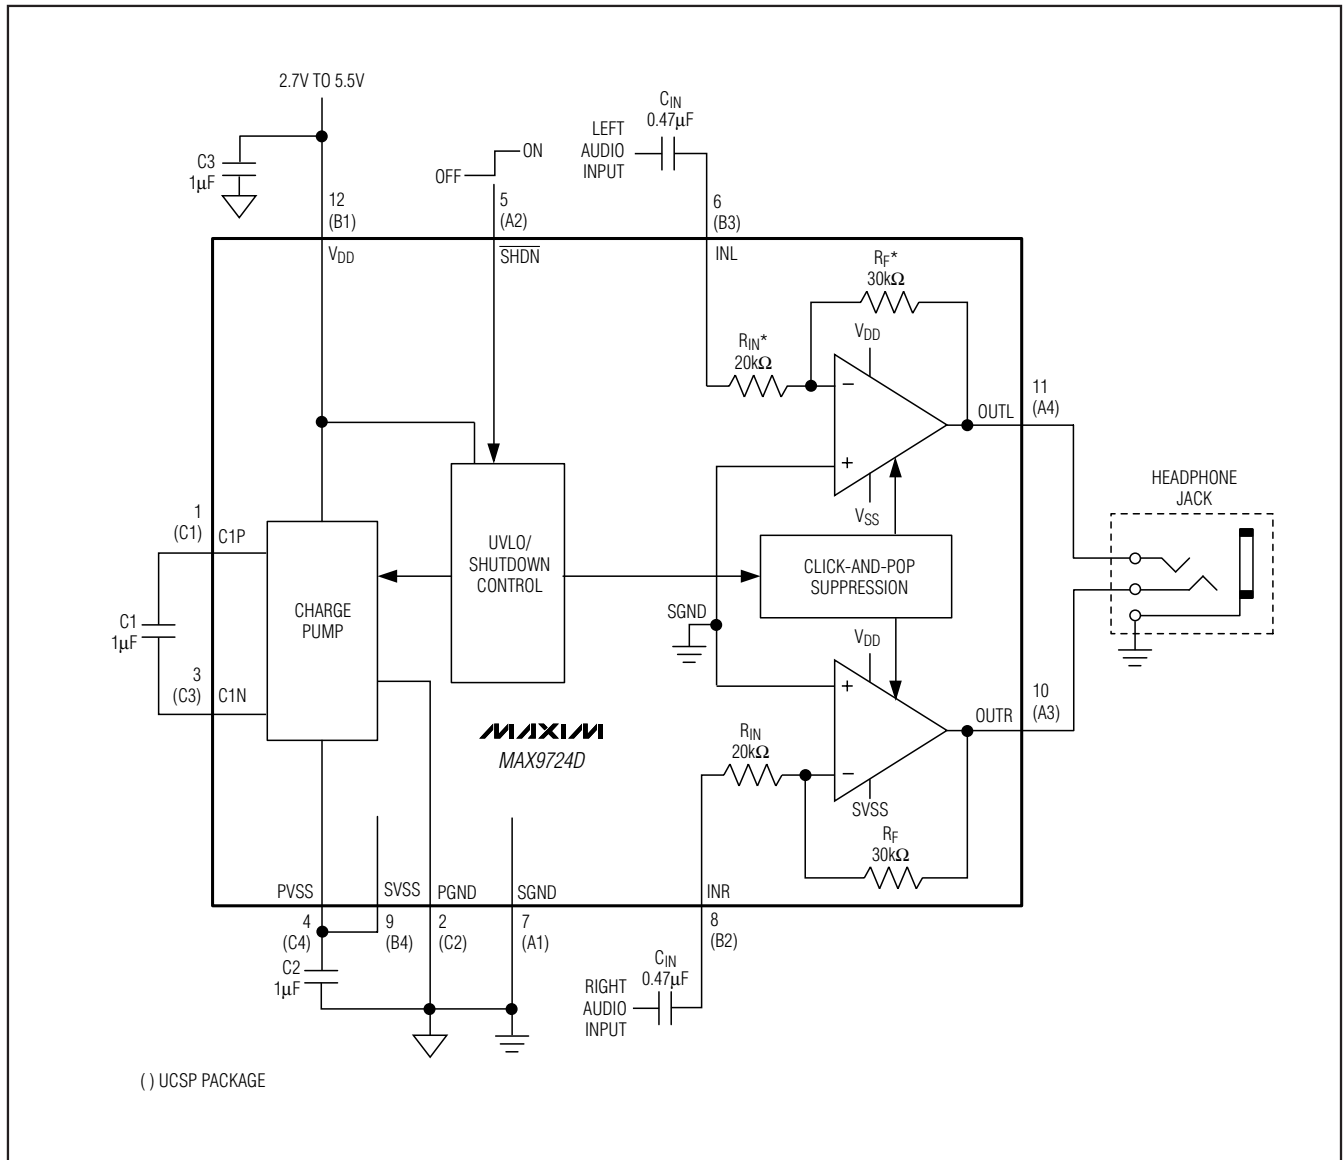 2.7V TO 5.5V
C3
1µF
12
(B1)
VDD
OFF
ON
5
(A2)
SHDN
CIN
0.47µF
LEFT
AUDIO
INPUT
6
(B3)
INL
RF*
30kΩ
RIN*
20kΩ
VDD
−
+
VSS
OUTL
11
(A4)
HEADPHONE
JACK
1
(C1)
C1P
C1
1µF
3
(C3)
C1N
CHARGE
PUMP
UVLO/
SHUTDOWN
CONTROL
CLICK-AND-POP
SUPPRESSION
SGND
VDD
+
−
SVSS
OUTR
10
(A3)
RIN
20kΩ
RF
30kΩ
MAXIM
MAX9724D
PVSS
SVSS
PGND
SGND
INR
4
(C4)
9
(B4)
2
(C2)
7
(A1)
8
(B2)
C2
1µF
CIN
0.47µF
RIGHT
AUDIO
INPUT
( ) UCSP PACKAGE